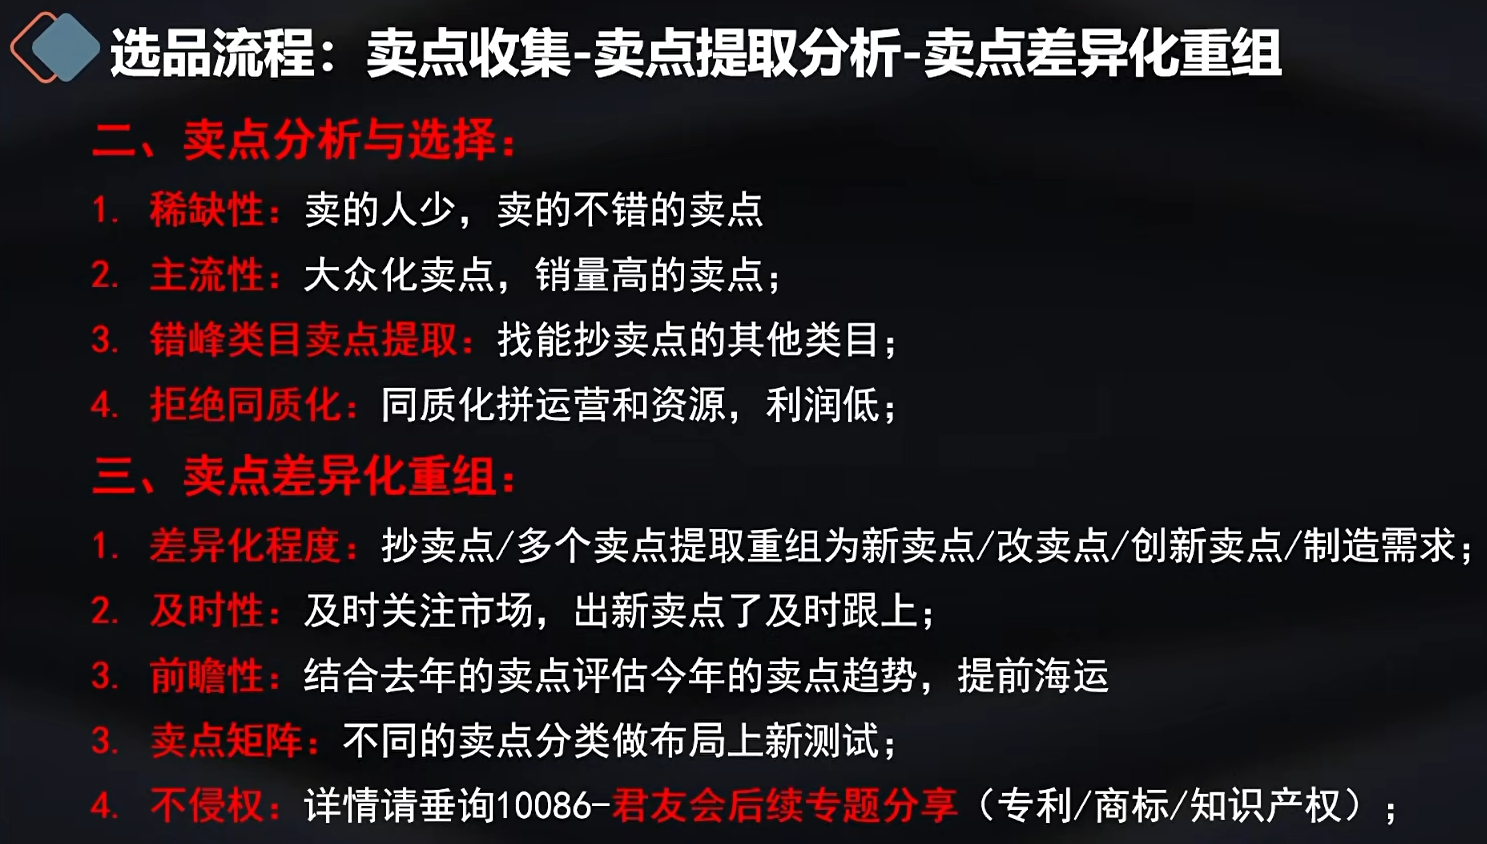 选品流程：卖点收集-卖点提取分析-卖点差异化重组
二、卖点分析与选择：
1. 稀缺性：卖的人少，卖的不错的卖点
2. 主流性：大众化卖点，销量高的卖点；
3. 错峰类目卖点提取：找能抄卖点的其他类目；
4. 拒绝同质化：同质化拼运营和资源，利润低；
三、卖点差异化重组：
1. 差异化程度：抄卖点/多个卖点提取重组为新卖点/改卖点/创新卖点/制造需求；
2. 及时性：及时关注市场，出新卖点了及时跟上；
3. 前瞻性：结合去年的卖点评估今年的卖点趋势，提前海运
3. 卖点矩阵：不同的卖点分类做布局上新测试；
4. 不侵权：详情请垂询10086-君友会后续专题分享（专利/商标/知识产权）；